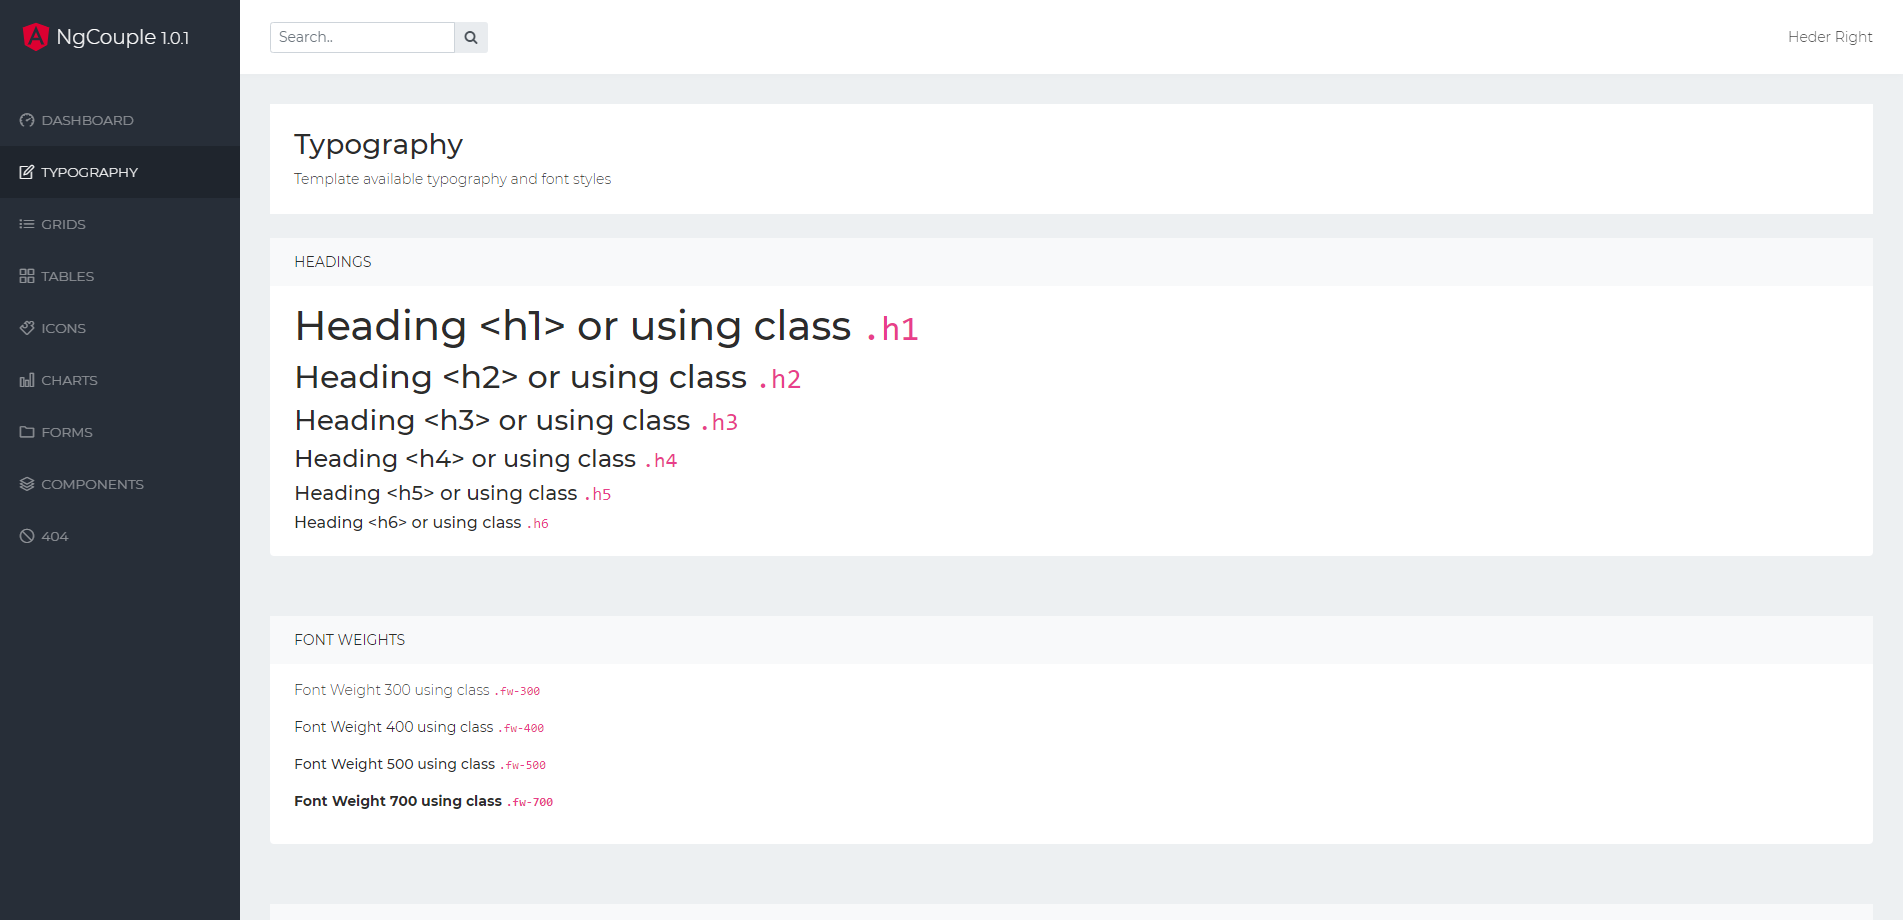 NgCouple 1.0.1
Search..
Heder Right
DASHBOARD
TYPOGRAPHY
GRIDS
TABLES
ICONS
CHARTS
FORMS
COMPONENTS
404
Typography
Template available typography and font styles
HEADINGS
Heading <h1> or using class .h1
Heading <h2> or using class .h2
Heading <h3> or using class .h3
Heading <h4> or using class .h4
Heading <h5> or using class .h5
Heading <h6> or using class .h6
FONT WEIGHTS
Font Weight 300 using class .fw-300
Font Weight 400 using class .fw-400
Font Weight 500 using class .fw-500
Font Weight 700 using class .fw-700